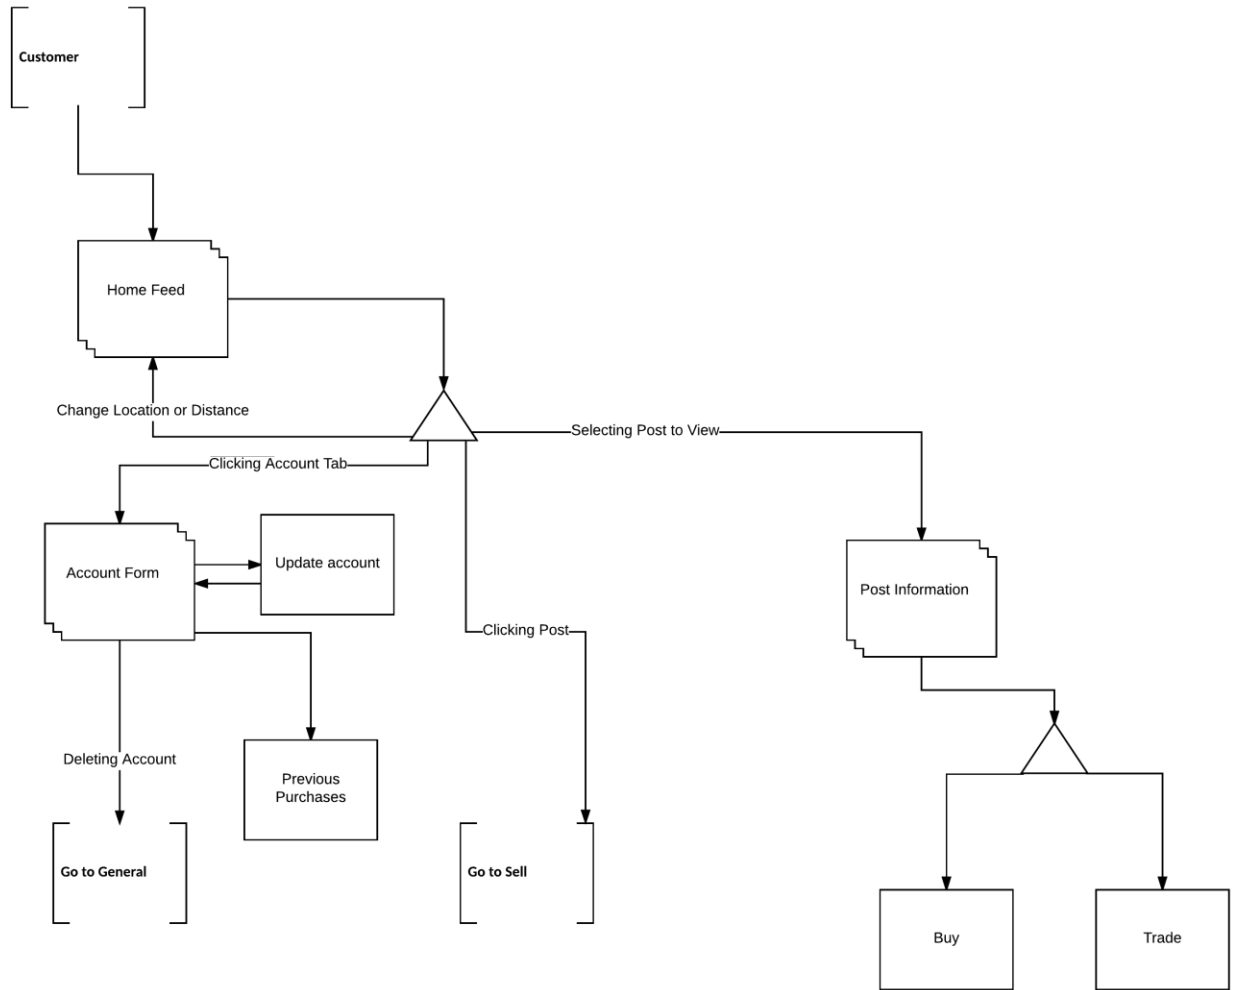 Customer
Home Feed
Change Location or Distance
Selecting Post to View
Clicking Account Tab
Update account
Account Form
Post Information
Clicking Post
Deleting Account
Previous
Purchases
Go to General
Go to Sell
Buy
Trade